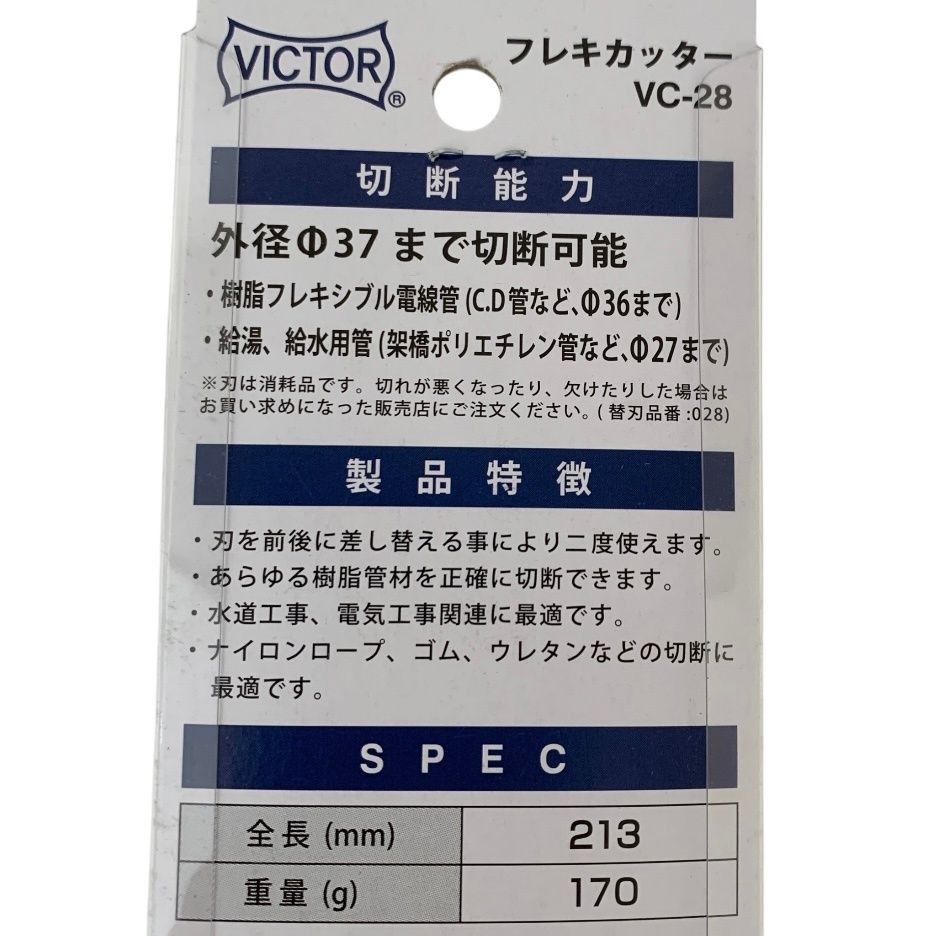 VICTOR®
フレキカッター
VC-28
切断能力
外径Φ37 まで切断可能
・樹脂フレキシブル電線管(C.D管など、Φ36まで)
・給湯、給水用管(架橋ポリエチレン管など、Φ27まで)
※刃は消耗品です。切れが悪くなったり、欠けたりした場合は
お買い求めになった販売店にご注文ください。(替刃品番:028)
製品特徴
・刃を前後に差し替える事により二度使えます。
・あらゆる樹脂管材を正確に切断できます。
・水道工事、電気工事関連に最適です。
・ナイロンロープ、ゴム、ウレタンなどの切断に
最適です。
SPEC
全長(mm) 213
重量(g) 170